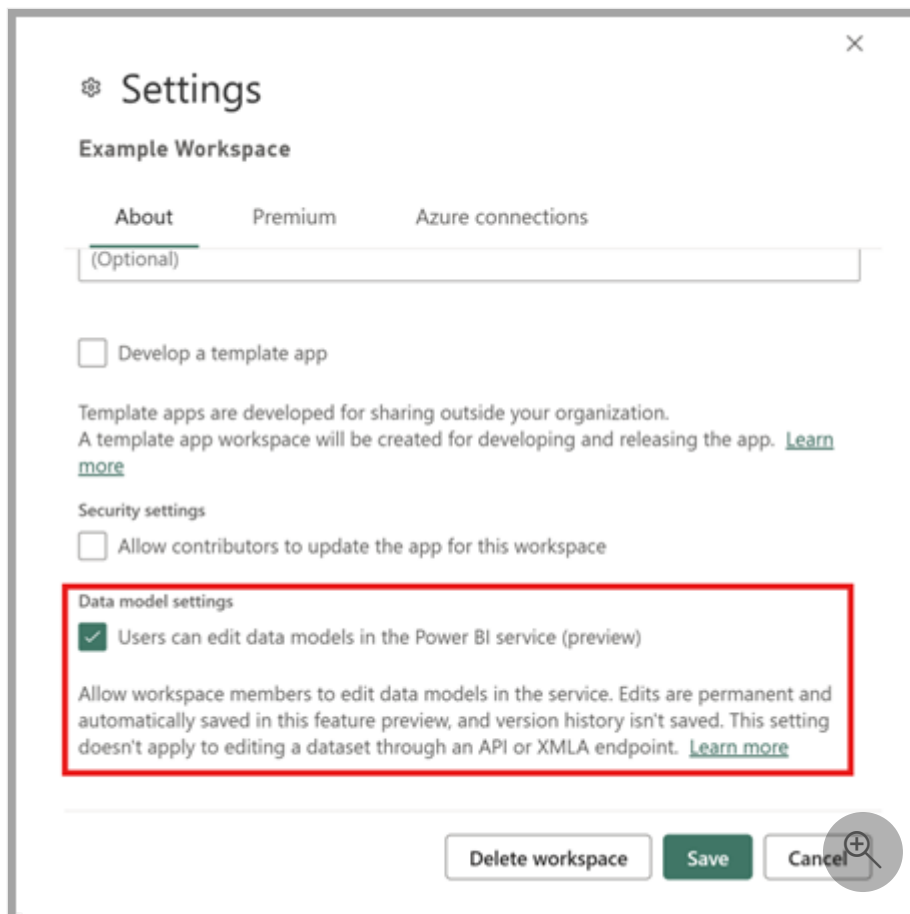 Settings
Example Workspace
About Premium Azure connections
(Optional)
Develop a template app
Template apps are developed for sharing outside your organization.
A template app workspace will be created for developing and releasing the app. Learn
more
Security settings
Allow contributors to update the app for this workspace
Data model settings
Users can edit data models in the Power BI service (preview)
Allow workspace members to edit data models in the service. Edits are permanent and
automatically saved in this feature preview, and version history isn't saved. This setting
doesn't apply to editing a dataset through an API or XMLA endpoint. Learn more
Delete workspace Save Cancel